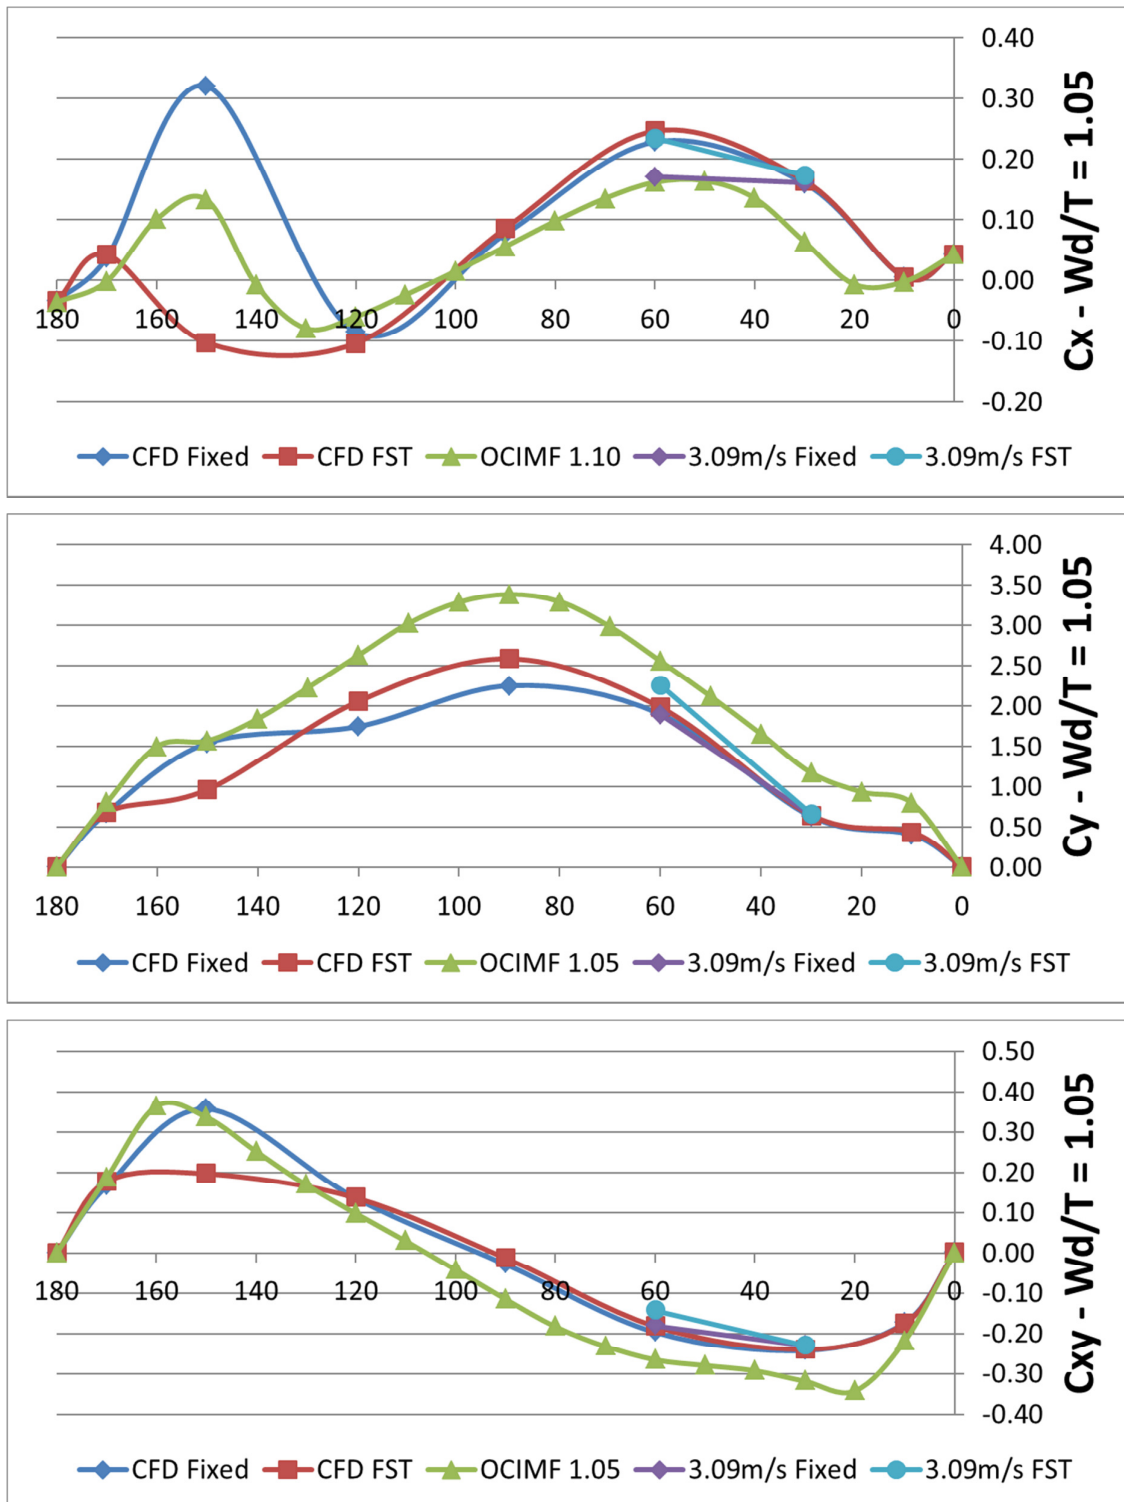 0.40
0.30
0.20
0.10
0.00
-0.10
-0.20
180 160 140 120 100 80 60 40 20 0
Cx - Wd/T = 1.05
CFD Fixed CFD FST OCIMF 1.10 3.09m/s Fixed 3.09m/s FST
4.00
3.50
3.00
2.50
2.00
1.50
1.00
0.50
0.00
180 160 140 120 100 80 60 40 20 0
Cy - Wd/T = 1.05
CFD Fixed CFD FST OCIMF 1.05 3.09m/s Fixed 3.09m/s FST
0.50
0.40
0.30
0.20
0.10
0.00
-0.10
-0.20
-0.30
-0.40
180 160 140 120 100 80 60 40 20 0
Cxy - Wd/T = 1.05
CFD Fixed CFD FST OCIMF 1.05 3.09m/s Fixed 3.09m/s FST